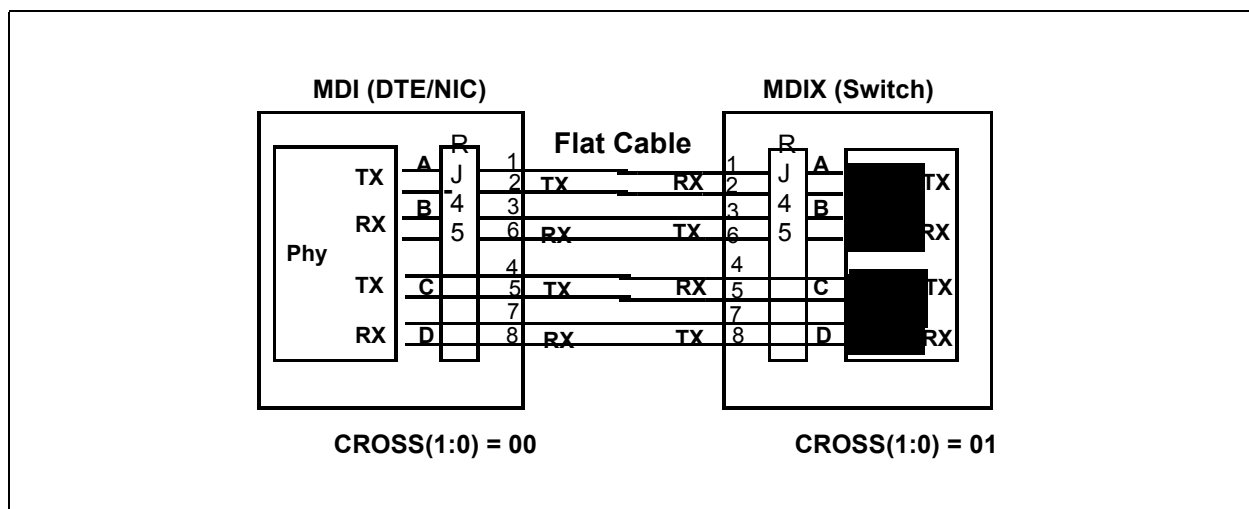 MDI (DTE/NIC)
MDIX (Switch)
Flat Cable
R
J
4
5
Phy
TX
RX
TX
RX
A
B
C
D
1
2
3
6
4
5
7
8
TX
RX
TX
RX
RX
TX
RX
TX
1
2
3
6
4
5
7
8
R
J
4
5
A
B
C
D
TX
RX
TX
RX
CROSS(1:0) = 00
CROSS(1:0) = 01